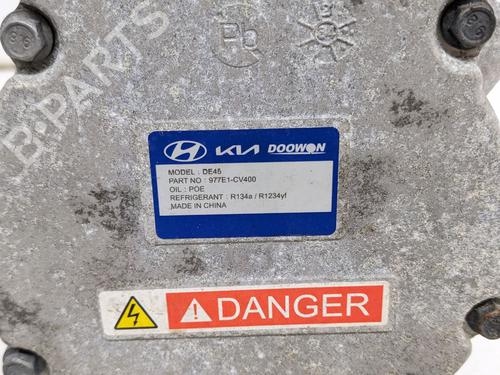 Pb
HYUNDAI KIA DOOWON
MODEL : DE45
PART NO : 977E1-CV400
OIL : POE
REFRIGERANT : R134a / R1234yf
MADE IN CHINA
DANGER
B-PARTS